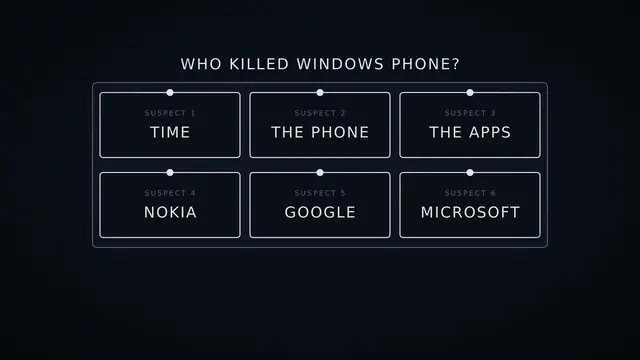 WHO KILLED WINDOWS PHONE?
SUSPECT 1
TIME
SUSPECT 2
THE PHONE
SUSPECT 3
THE APPS
SUSPECT 4
NOKIA
SUSPECT 5
GOOGLE
SUSPECT 6
MICROSOFT